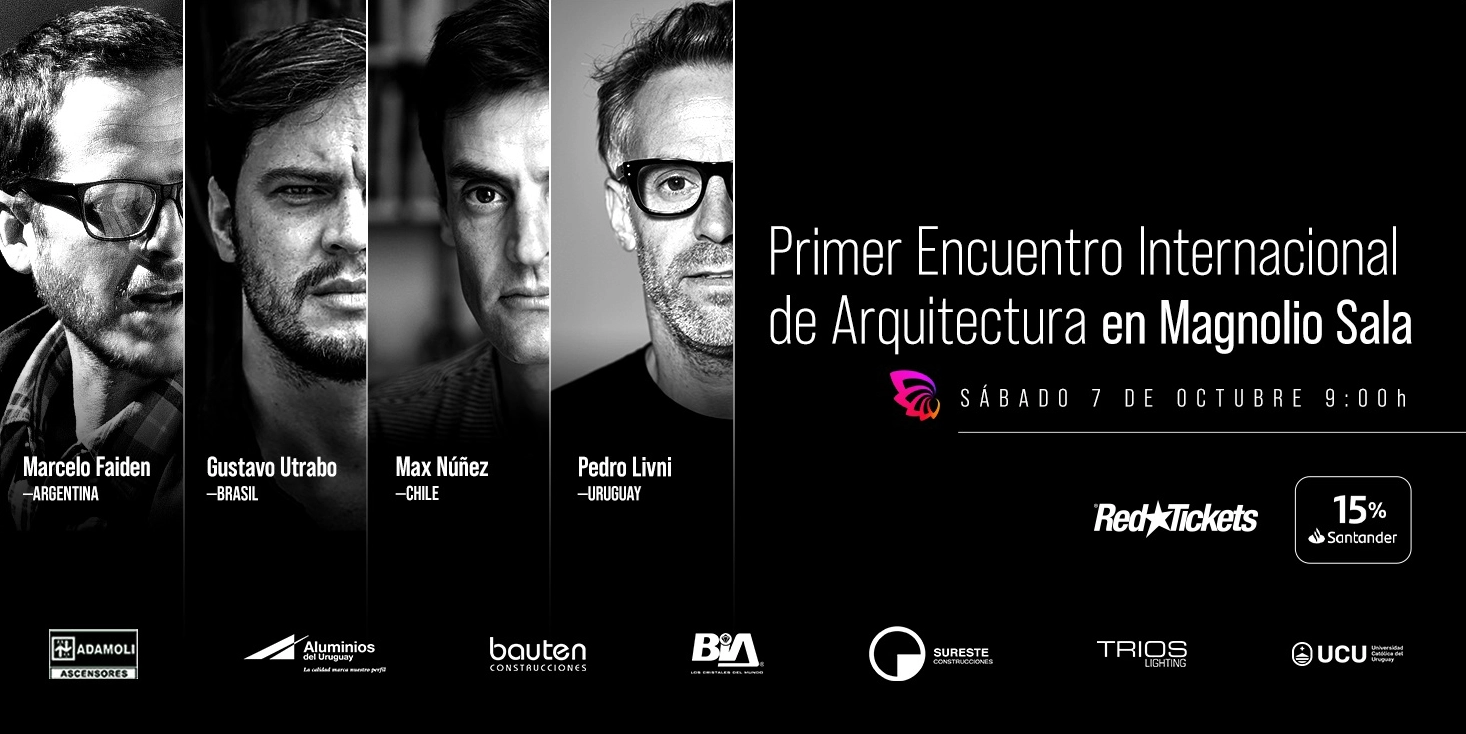 Primer Encuentro Internacional
de Arquitectura en Magnolio Sala
SÁBADO 7 DE OCTUBRE 9:00h
Marcelo Faiden
—ARGENTINA
Gustavo Utrabo
—BRASIL
Max Núñez
—CHILE
Pedro Livni
—URUGUAY
RedTickets
15%
Santander
ADAMOLI
ASCENSORES
Aluminios
del Uruguay
La calidad marca nuestro perfil
bauten
CONSTRUCCIONES
BIA
LOS CRISTALES DEL MUNDO
SURESTE
CONSTRUCCIONES
TRIOS
LIGHTING
UCU
Universidad
Católica del
Uruguay